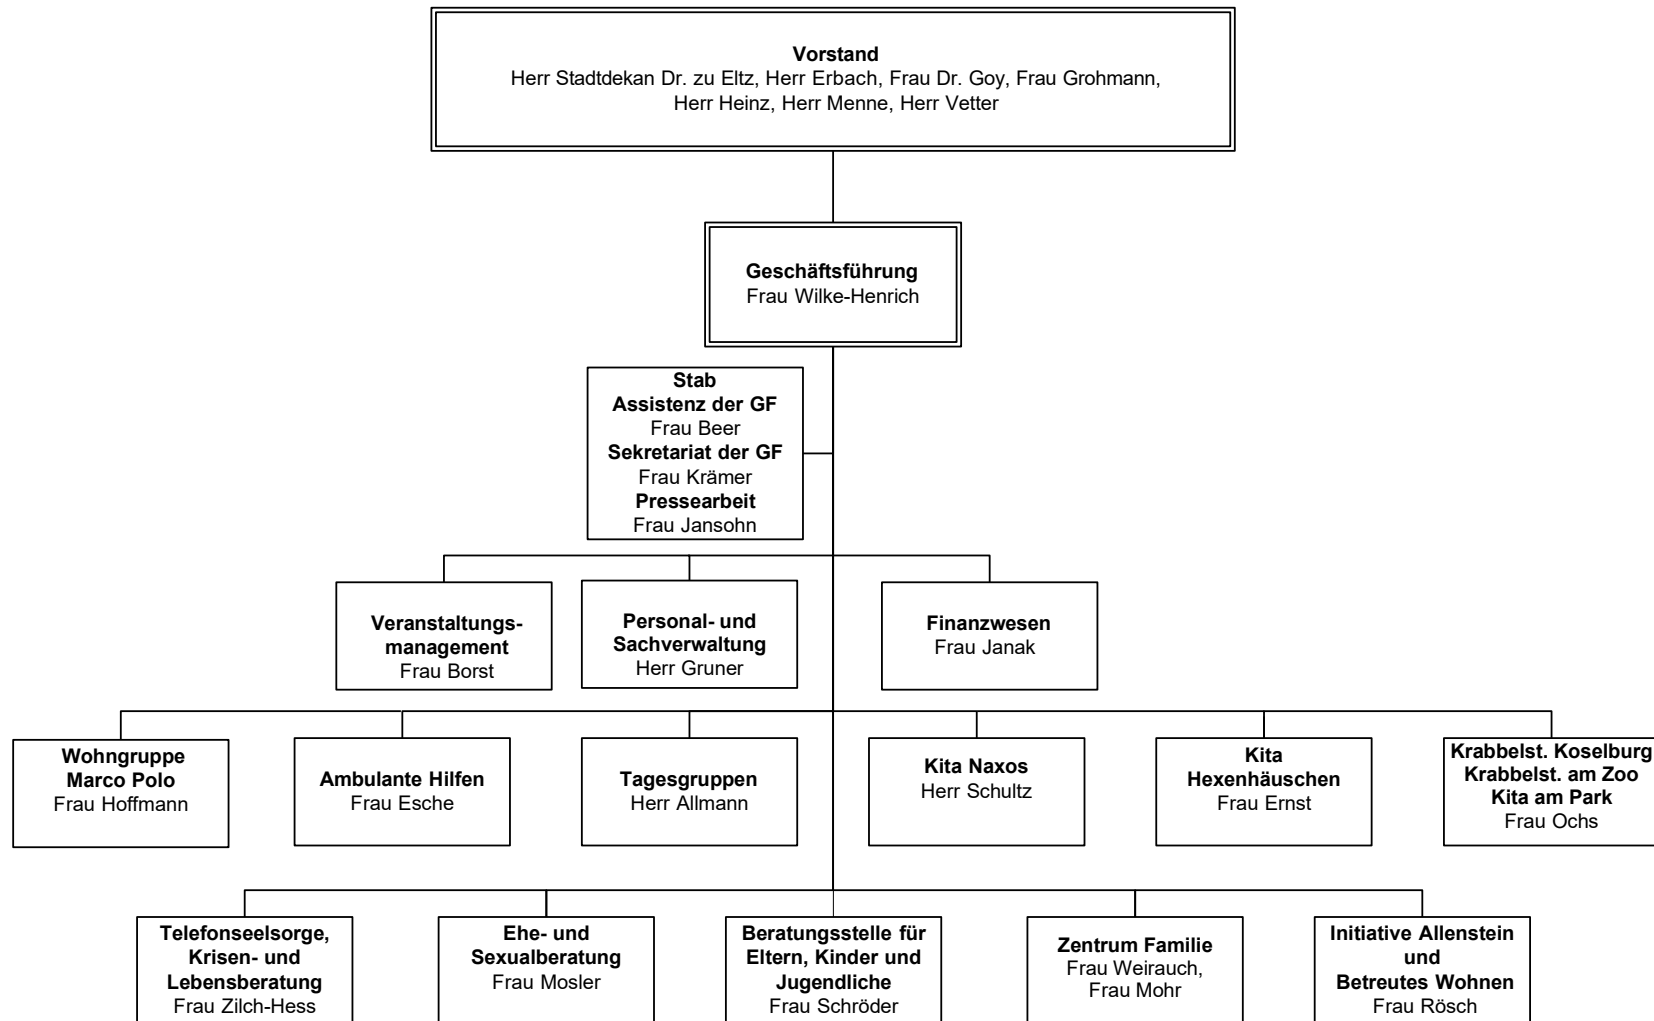 Vorstand
Herr Stadtdekan Dr. zu Eltz, Herr Erbach, Frau Dr. Goy, Frau Grohmann,
Herr Heinz, Herr Menne, Herr Vetter
Geschäftsführung
Frau Wilke-Henrich
Stab
Assistenz der GF
Frau Beer
Sekretariat der GF
Frau Krämer
Pressearbeit
Frau Jansohn
Veranstaltungs-
management
Frau Borst
Personal- und
Sachverwaltung
Herr Gruner
Finanzwesen
Frau Janak
Wohngruppe
Marco Polo
Frau Hoffmann
Ambulante Hilfen
Frau Esche
Tagesgruppen
Herr Allmann
Kita Naxos
Herr Schultz
Kita
Hexenhäuschen
Frau Ernst
Krabbelst. Koselburg
Krabbelst. am Zoo
Kita am Park
Frau Ochs
Telefonseelsorge,
Krisen- und
Lebensberatung
Frau Zilch-Hess
Ehe- und
Sexualberatung
Frau Mosler
Beratungsstelle für
Eltern, Kinder und
Jugendliche
Frau Schröder
Zentrum Familie
Frau Weirauch,
Frau Mohr
Initiative Allenstein
und
Betreutes Wohnen
Frau Rösch